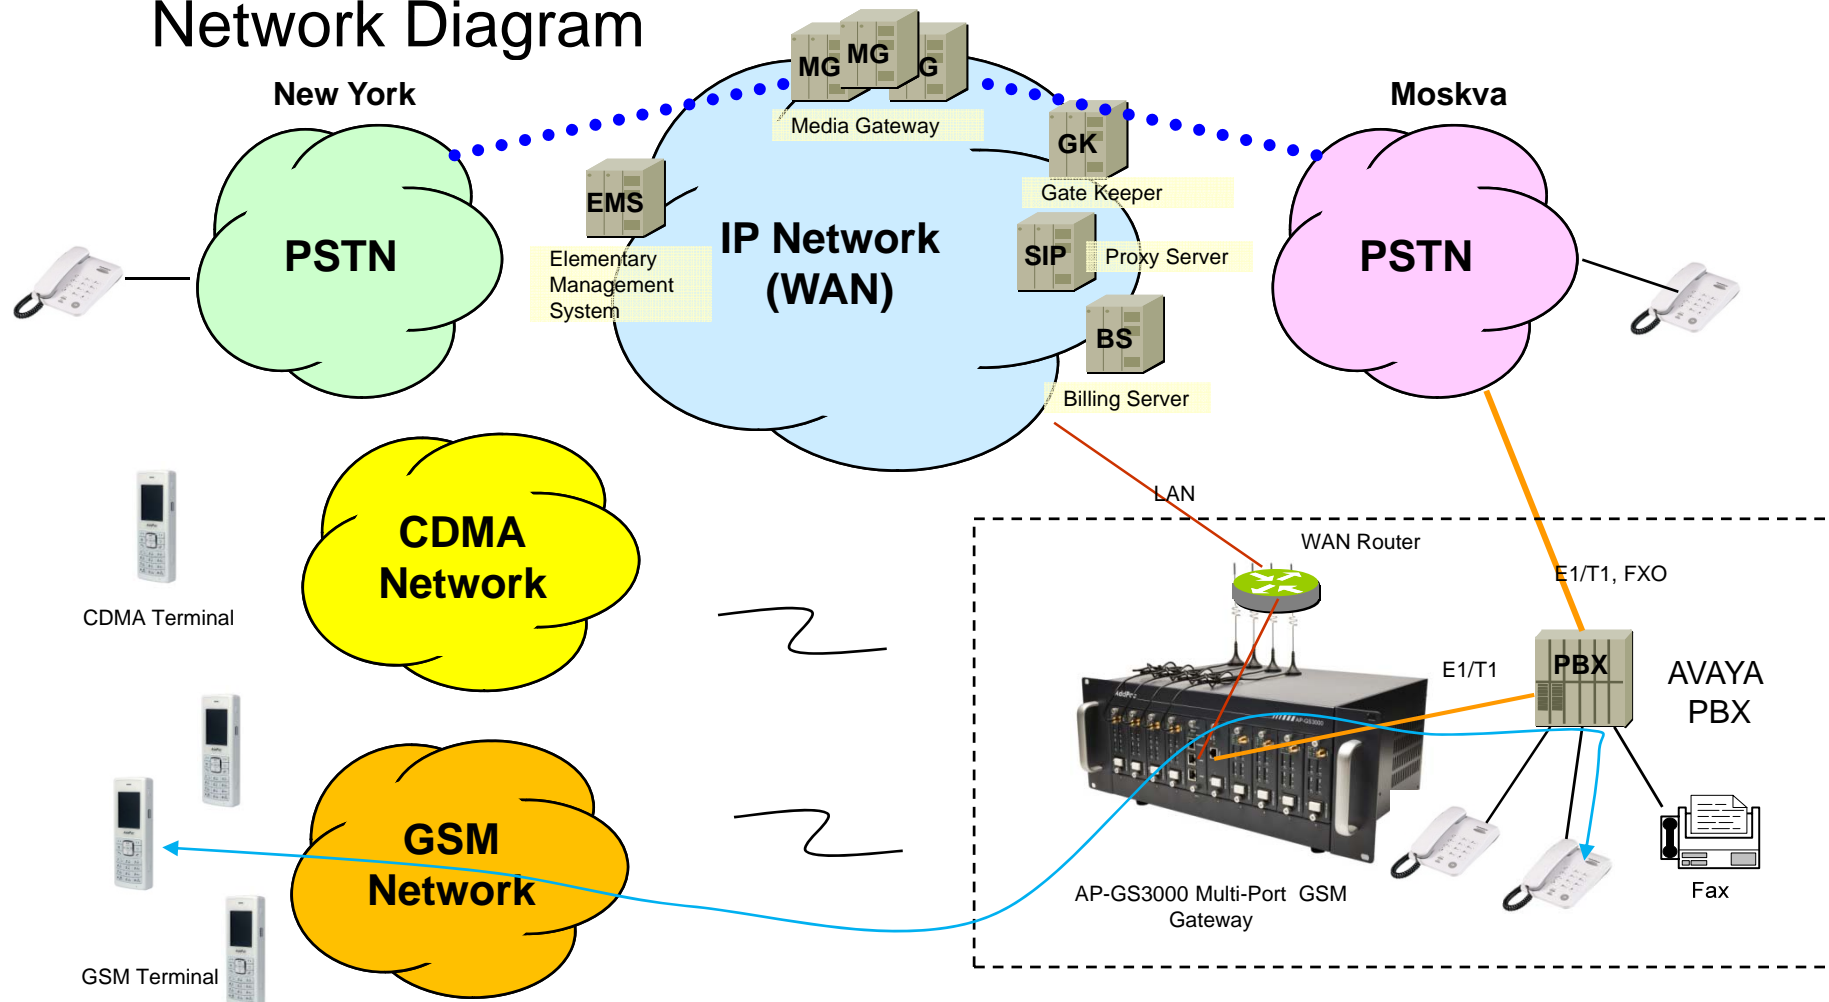 Network Diagram
New York
Moskva
MG
MG
G
Media Gateway
GK
Gate Keeper
EMS
Elementary
Management
System
IP Network
(WAN)
SIP
Proxy Server
BS
Billing Server
PSTN
PSTN
CDMA
Network
CDMA Terminal
LAN
WAN Router
E1/T1, FXO
E1/T1
PBX
AVAYA
PBX
AP-GS3000
GSM
Network
GSM Terminal
AP-GS3000 Multi-Port GSM
Gateway
Fax